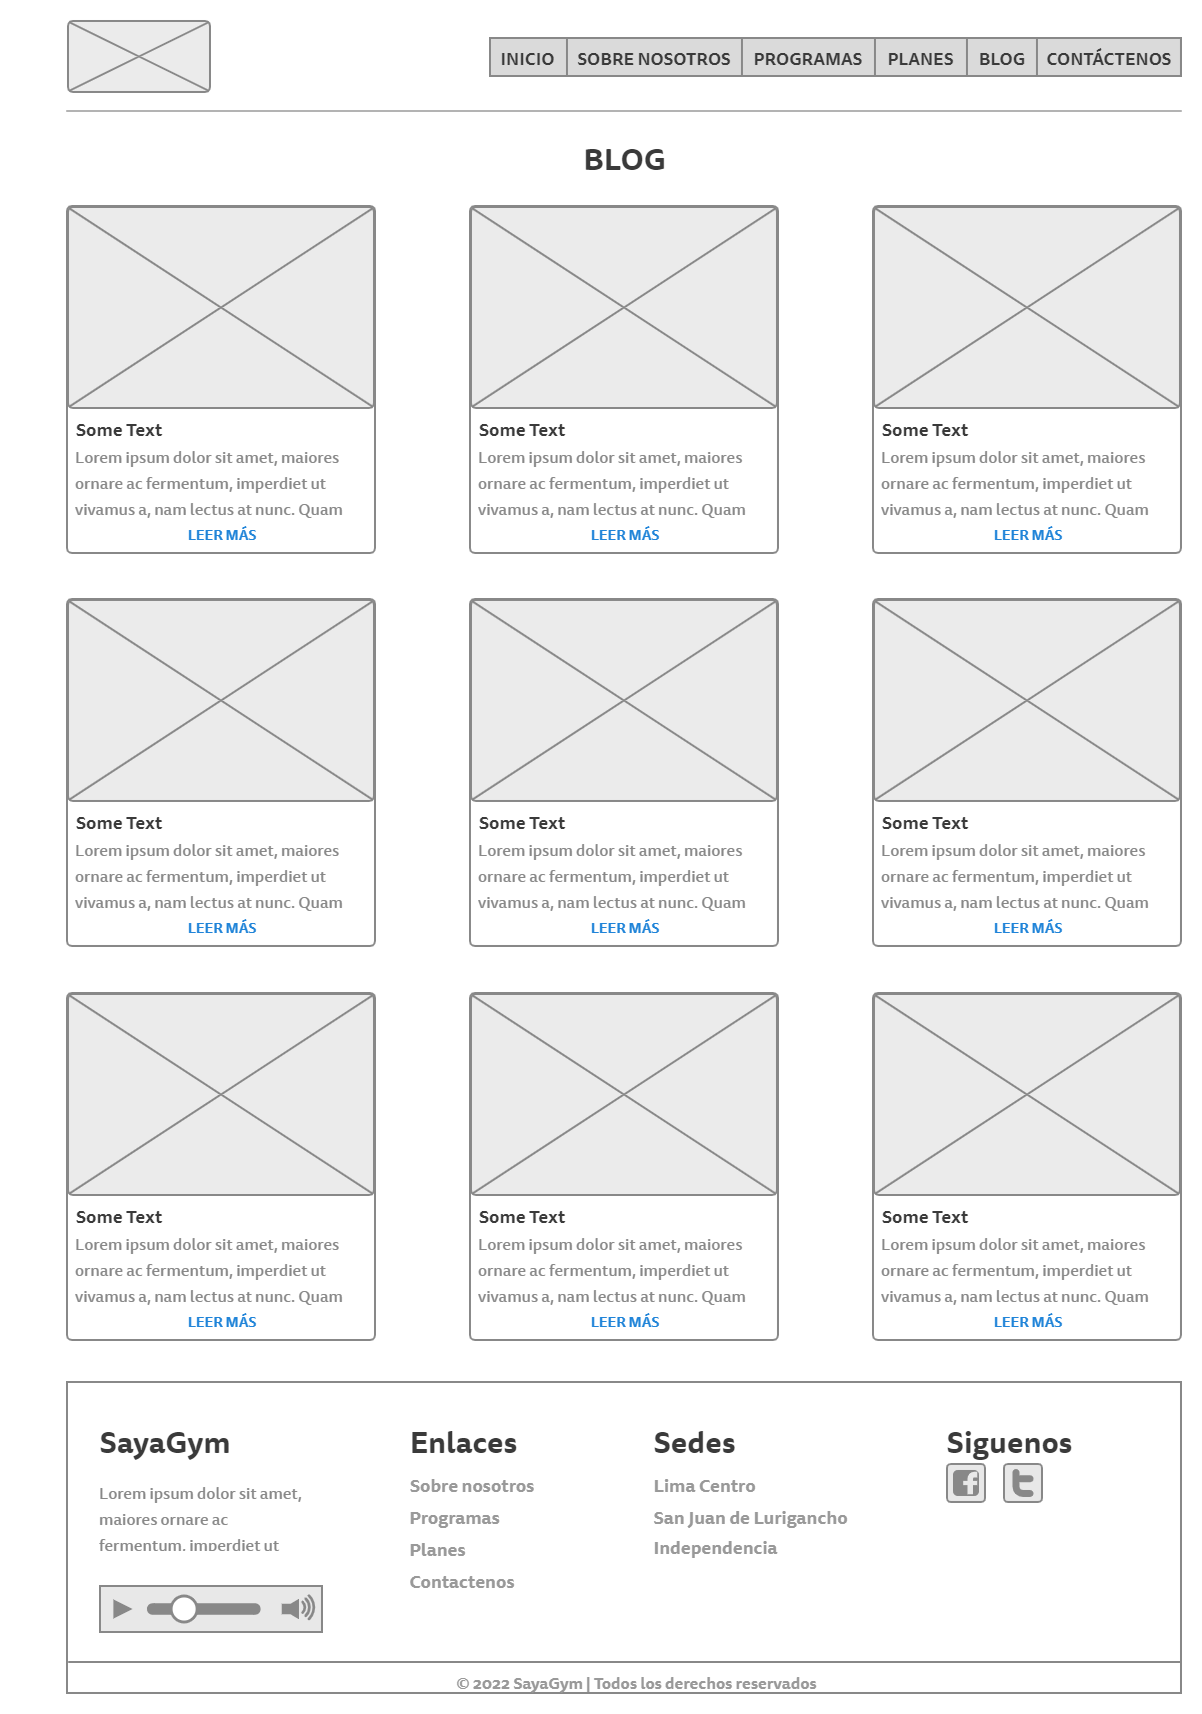 INICIO SOBRE NOSOTROS PROGRAMAS PLANES BLOG CONTÁCTENOS
BLOG
Some Text
Lorem ipsum dolor sit amet, maiores
ornare ac fermentum, imperdiet ut
vivamus a, nam lectus at nunc. Quam
LEER MÁS
Some Text
Lorem ipsum dolor sit amet, maiores
ornare ac fermentum, imperdiet ut
vivamus a, nam lectus at nunc. Quam
LEER MÁS
Some Text
Lorem ipsum dolor sit amet, maiores
ornare ac fermentum, imperdiet ut
vivamus a, nam lectus at nunc. Quam
LEER MÁS
Some Text
Lorem ipsum dolor sit amet, maiores
ornare ac fermentum, imperdiet ut
vivamus a, nam lectus at nunc. Quam
LEER MÁS
Some Text
Lorem ipsum dolor sit amet, maiores
ornare ac fermentum, imperdiet ut
vivamus a, nam lectus at nunc. Quam
LEER MÁS
Some Text
Lorem ipsum dolor sit amet, maiores
ornare ac fermentum, imperdiet ut
vivamus a, nam lectus at nunc. Quam
LEER MÁS
Some Text
Lorem ipsum dolor sit amet, maiores
ornare ac fermentum, imperdiet ut
vivamus a, nam lectus at nunc. Quam
LEER MÁS
Some Text
Lorem ipsum dolor sit amet, maiores
ornare ac fermentum, imperdiet ut
vivamus a, nam lectus at nunc. Quam
LEER MÁS
Some Text
Lorem ipsum dolor sit amet, maiores
ornare ac fermentum, imperdiet ut
vivamus a, nam lectus at nunc. Quam
LEER MÁS
SayaGym
Lorem ipsum dolor sit amet,
maiores ornare ac
fermentum, imperdiet ut
Enlaces
Sobre nosotros
Programas
Planes
Contactenos
Sedes
Lima Centro
San Juan de Lurigancho
Independencia
Siguenos
© 2022 SayaGym | Todos los derechos reservados